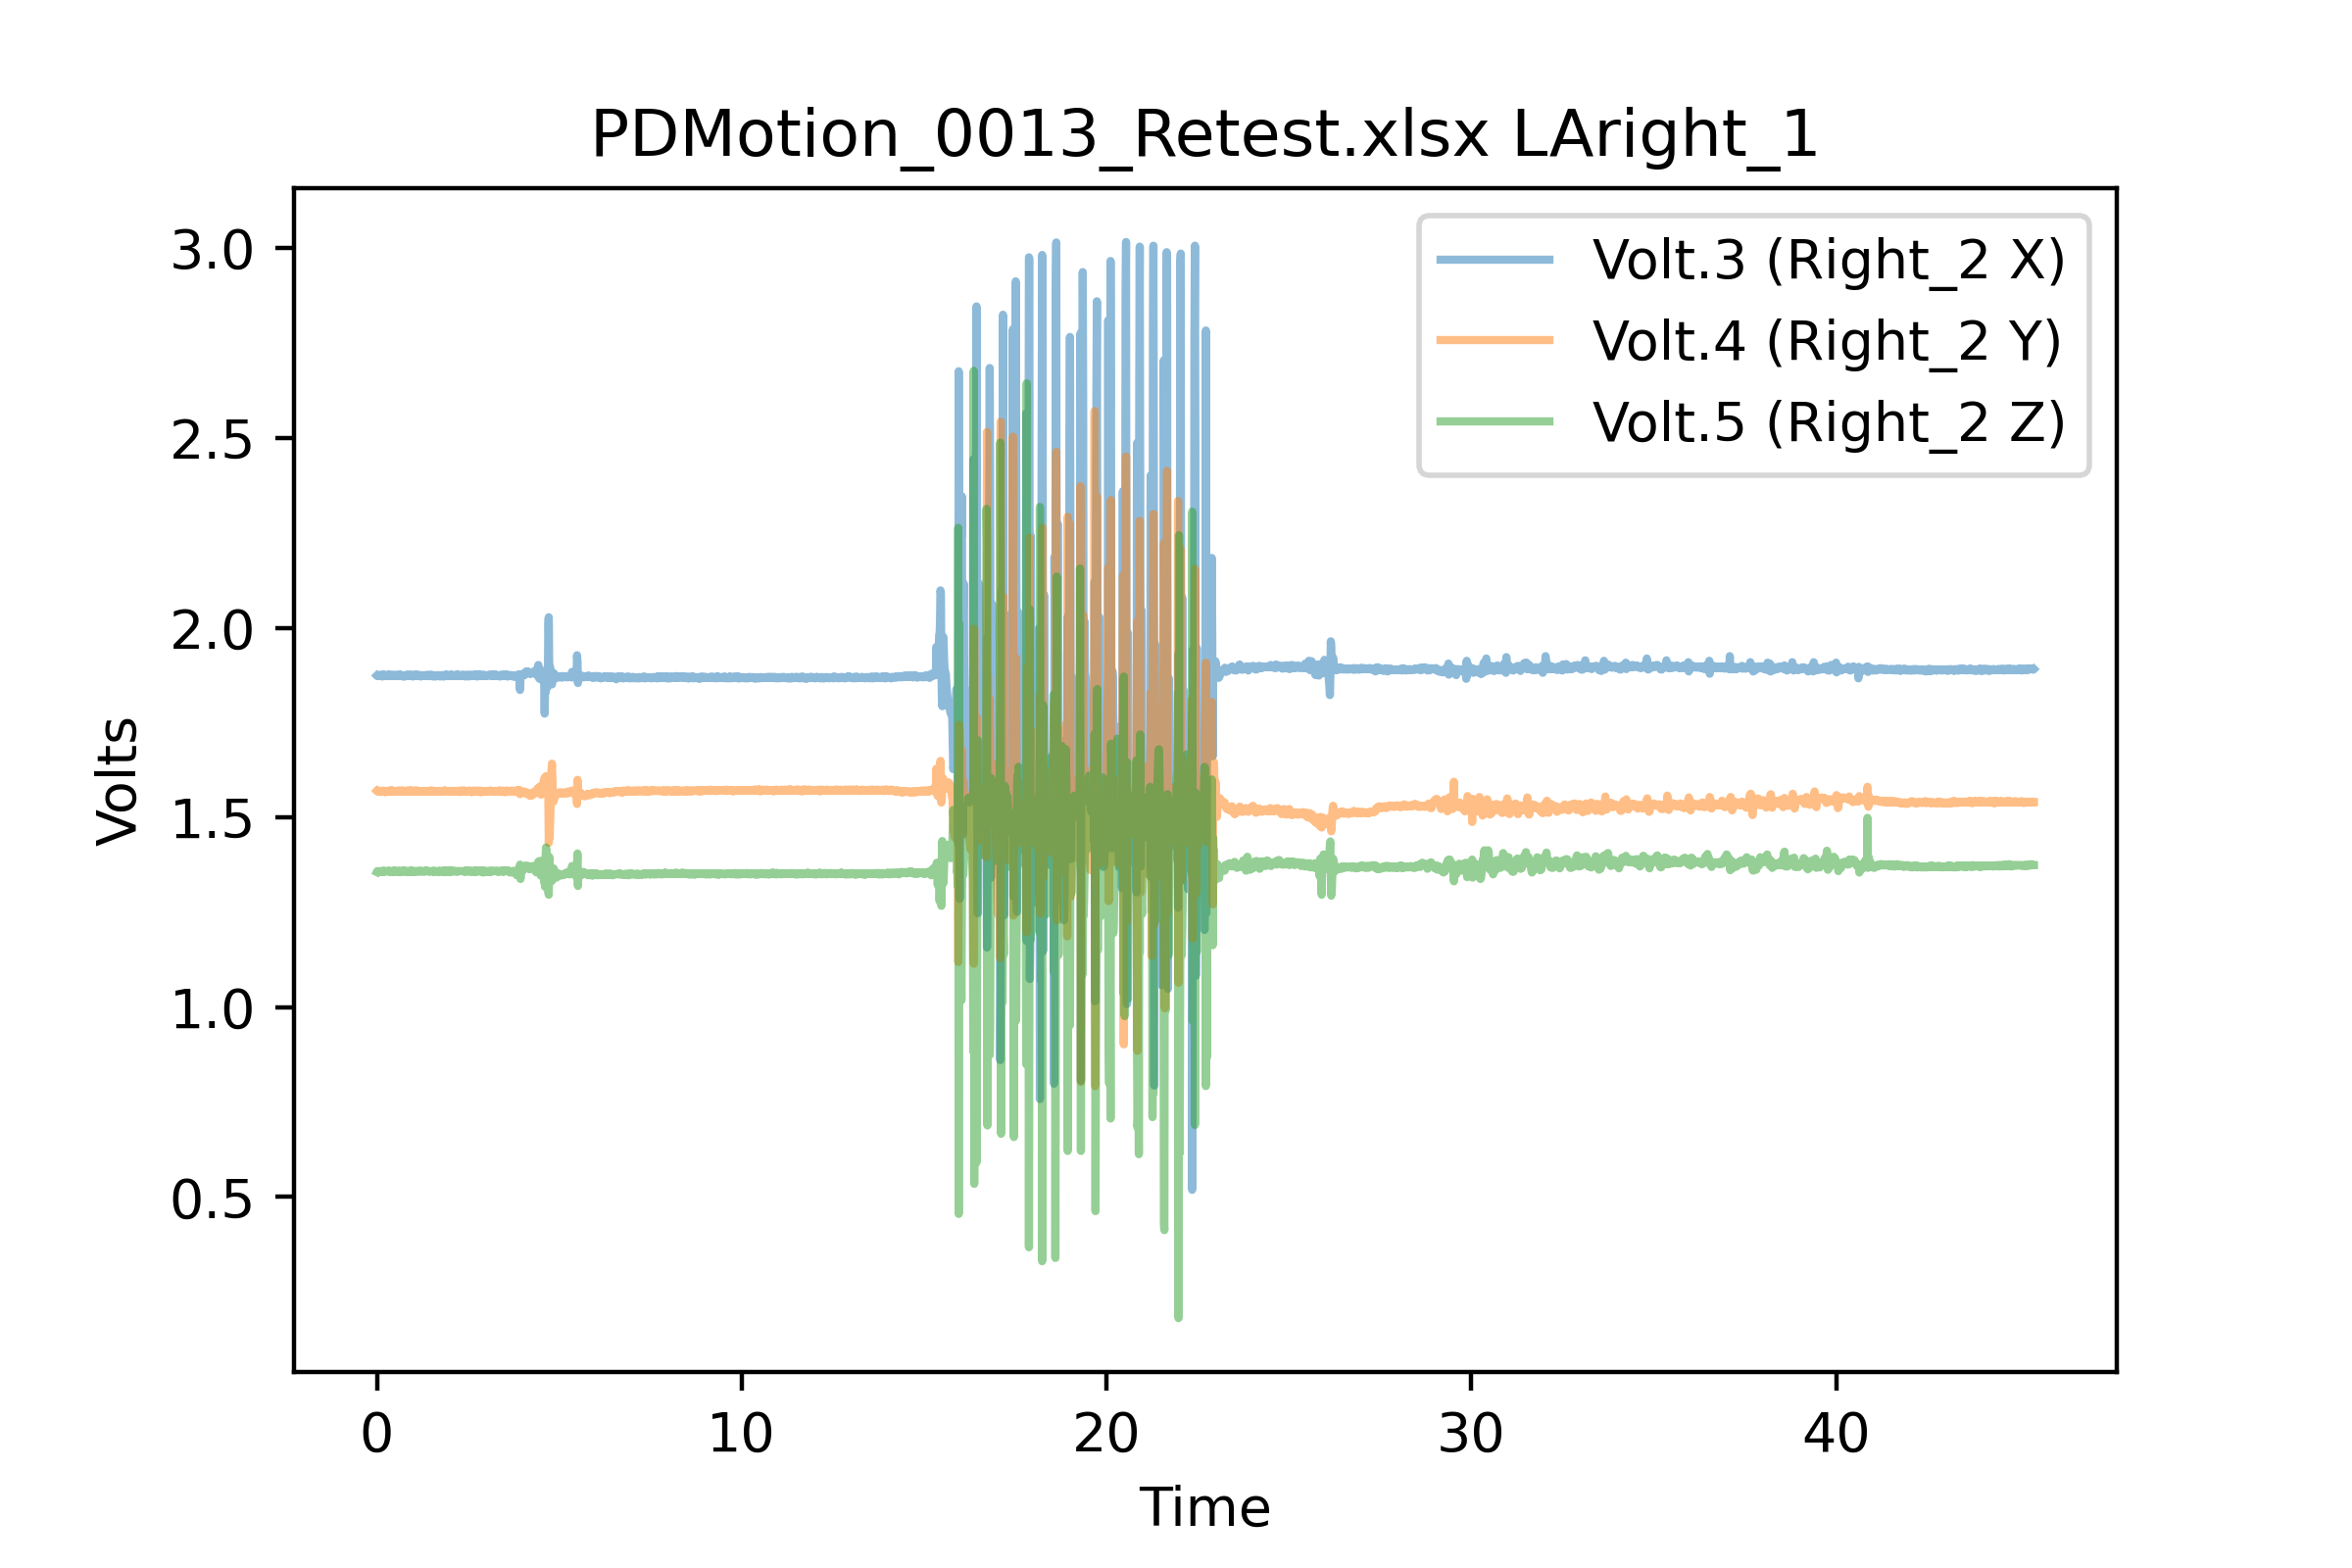 PDMotion_0013_Retest.xlsx LAright_1
Volt.3 (Right_2 X)
Volt.4 (Right_2 Y)
Volt.5 (Right_2 Z)
3.0
2.5
2.0
1.5
1.0
0.5
Volts
0 10 20 30 40
Time